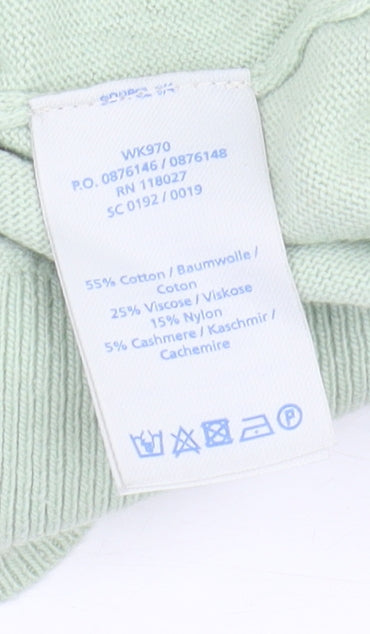 WK970
P.O. 0876146 / 0876148
RN 118027
SC 0192 / 0019
55% Cotton / Baumwolle /
Coton
25% Viscose / Viskose
15% Nylon
5% Cashmere / Kaschmir /
Cachemire
P